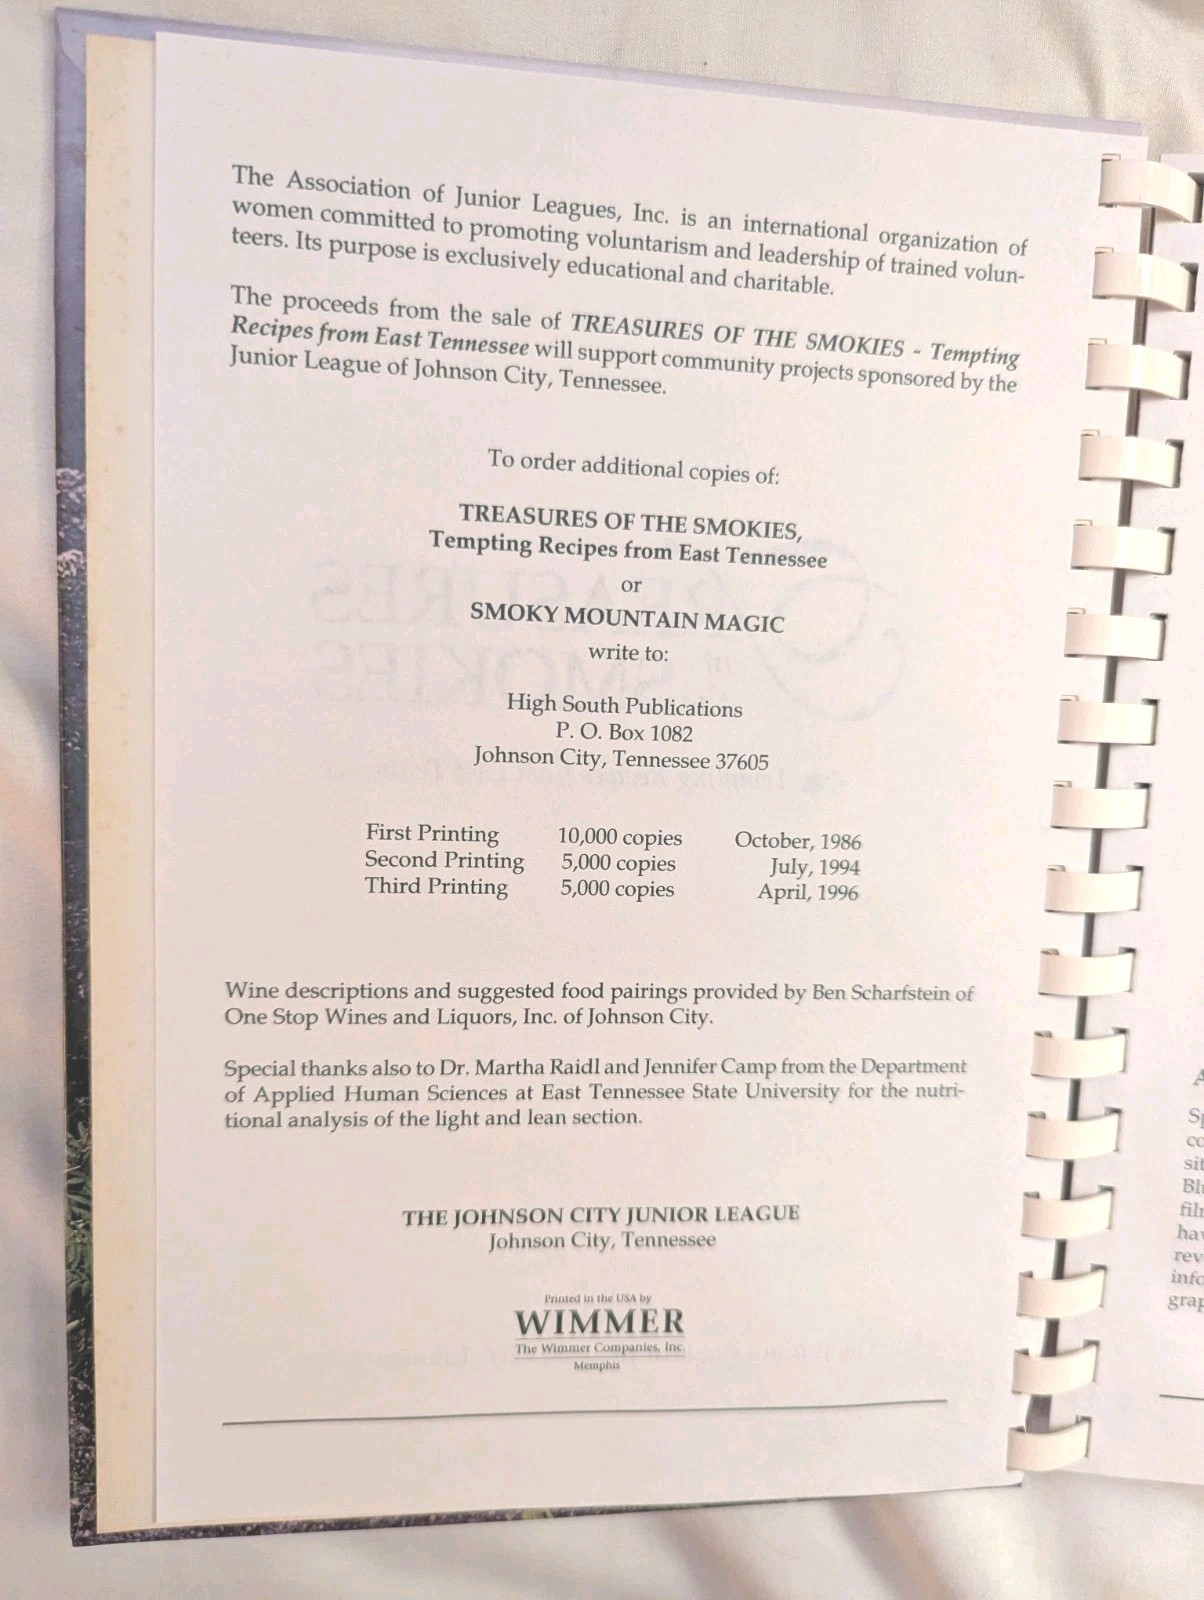 The Association of Junior Leagues, Inc. is an international organization of
women committed to promoting voluntarism and leadership of trained volun-
teers. Its purpose is exclusively educational and charitable.
The proceeds from the sale of TREASURES OF THE SMOKIES - Tempting
Recipes from East Tennessee will support community projects sponsored by the
Junior League of Johnson City, Tennessee.
To order additional copies of:
TREASURES OF THE SMOKIES,
Tempting Recipes from East Tennessee
or
SMOKY MOUNTAIN MAGIC
write to:
High South Publications
P. O. Box 1082
Johnson City, Tennessee 37605
First Printing 10,000 copies October, 1986
Second Printing 5,000 copies July, 1994
Third Printing 5,000 copies April, 1996
Wine descriptions and suggested food pairings provided by Ben Scharfstein of
One Stop Wines and Liquors, Inc. of Johnson City.
Special thanks also to Dr. Martha Raidl and Jennifer Camp from the Department
of Applied Human Sciences at East Tennessee State University for the nutri-
tional analysis of the light and lean section.
THE JOHNSON CITY JUNIOR LEAGUE
Johnson City, Tennessee
Printed in the USA by
WIMMER
The Wimmer Companies, Inc.
Memphis